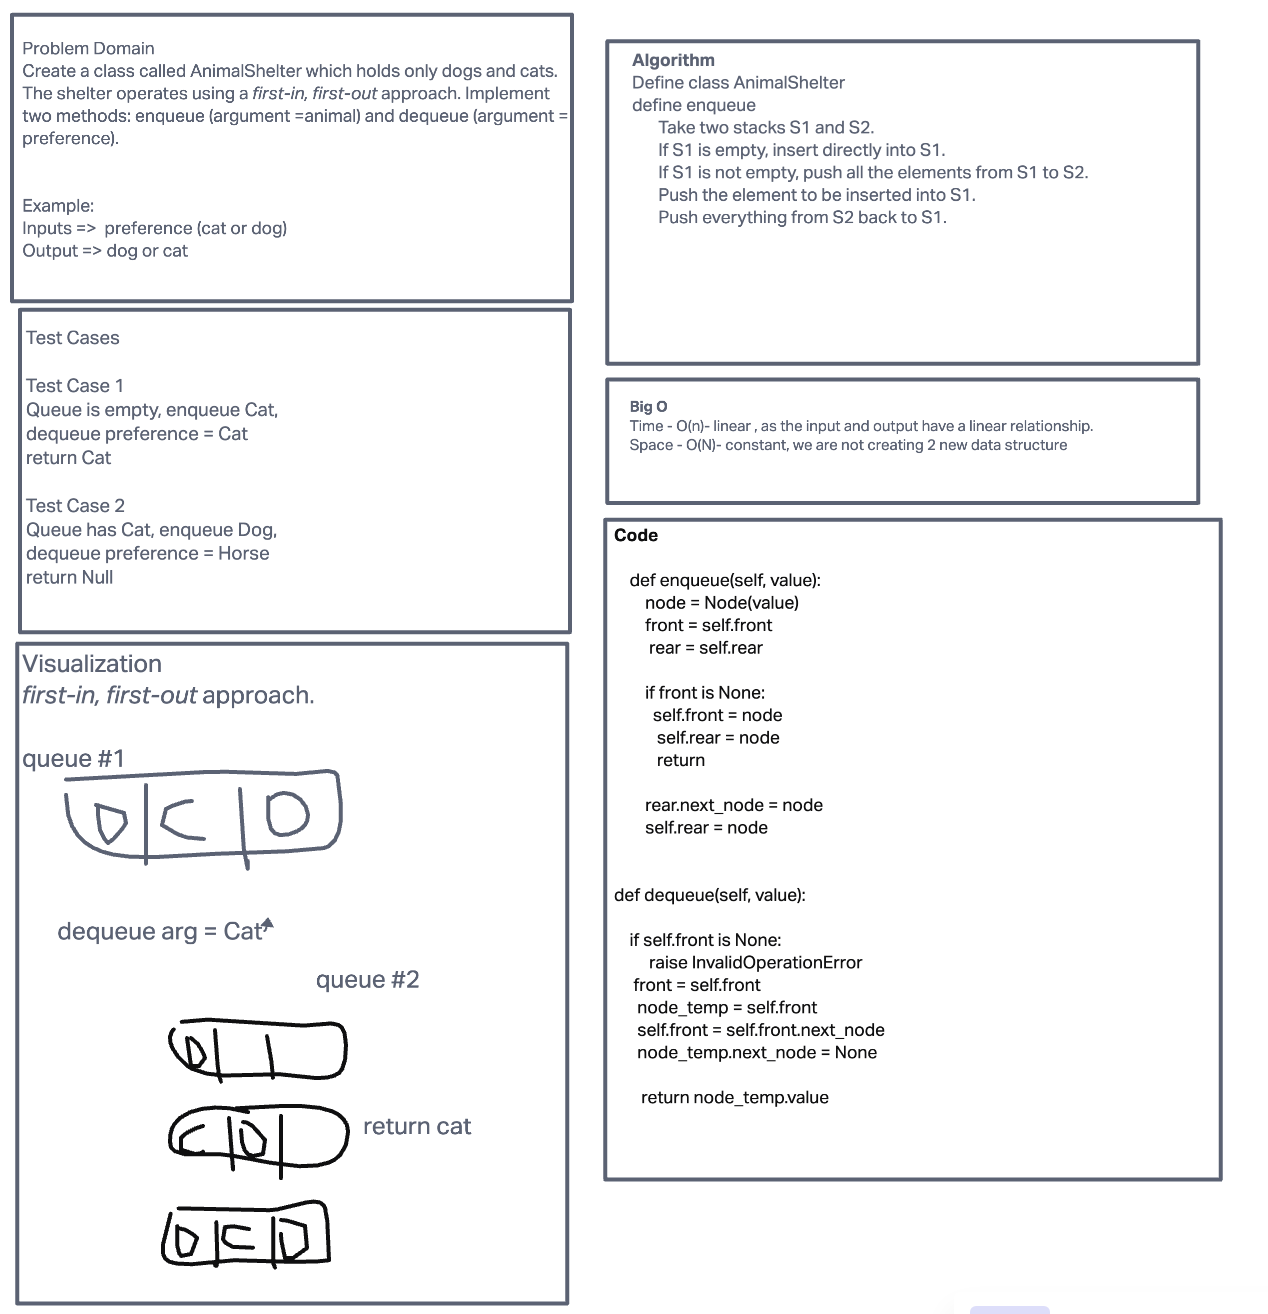 Problem Domain
Create a class called AnimalShelter which holds only dogs and cats.
The shelter operates using a first-in, first-out approach. Implement
two methods: enqueue (argument =animal) and dequeue (argument =
preference).
Example:
Inputs => preference (cat or dog)
Output => dog or cat
Test Cases
Test Case 1
Queue is empty, enqueue Cat,
dequeue preference = Cat
return Cat
Test Case 2
Queue has Cat, enqueue Dog,
dequeue preference = Horse
return Null
Visualization
first-in, first-out approach.
queue #1
D C D
dequeue arg = Cat
queue #2
D
C D
return cat
D C D
Algorithm
Define class AnimalShelter
define enqueue
Take two stacks S1 and S2.
If S1 is empty, insert directly into S1.
If S1 is not empty, push all the elements from S1 to S2.
Push the element to be inserted into S1.
Push everything from S2 back to S1.
Big O
Time - O(n)- linear , as the input and output have a linear relationship.
Space - O(N)- constant, we are not creating 2 new data structure
Code
def enqueue(self, value):
node = Node(value)
front = self.front
rear = self.rear
if front is None:
self.front = node
self.rear = node
return
rear.next_node = node
self.rear = node
def dequeue(self, value):
if self.front is None:
raise InvalidOperationError
front = self.front
node_temp = self.front
self.front = self.front.next_node
node_temp.next_node = None
return node_temp.value